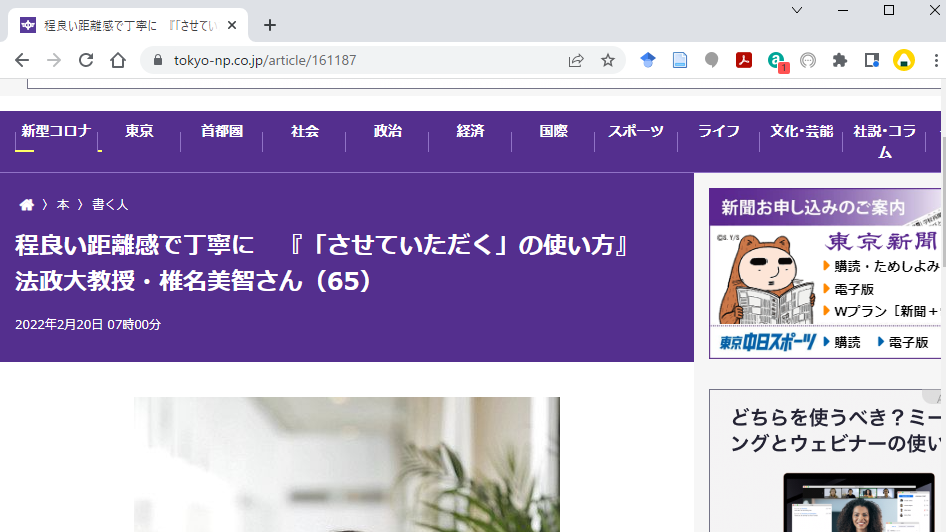 程良い距離感で丁寧に 『「させてい
tokyo-np.co.jp/article/161187
1
新型コロナ
東京
首都圏
社会
政治
経済
国際
スポーツ
ライフ
文化・芸能
社説・コラム
〉 本 〉 書く人
程良い距離感で丁寧に 『「させていただく」の使い方』
法政大教授・椎名美智さん（65）
2022年2月20日 07時00分
新聞お申し込みのご案内
©S.Y/S.
東京新聞
購読・ためしよみ
電子版
Wプラン［新聞＋
東京中日スポーツ
購読
電子版
どちらを使うべき？ミー
ングとウェビナーの使い